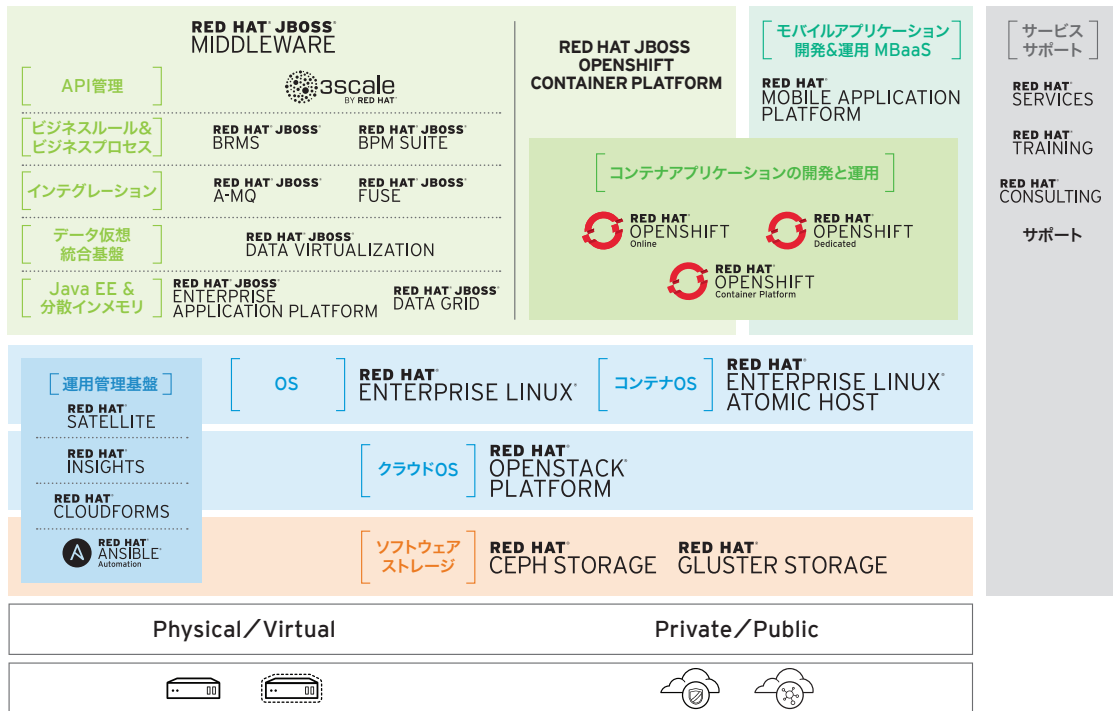 RED HAT® JBOSS®
MIDDLEWARE
API管理
3scale
BY RED HAT®
ビジネスルール&
ビジネスプロセス
RED HAT® JBOSS®
BRMS
RED HAT® JBOSS®
BPM SUITE
インテグレーション
RED HAT® JBOSS®
A-MQ
RED HAT® JBOSS®
FUSE
データ仮想
統合基盤
RED HAT® JBOSS®
DATA VIRTUALIZATION
Java EE &
分散インメモリ
RED HAT® JBOSS®
ENTERPRISE
APPLICATION PLATFORM
RED HAT® JBOSS®
DATA GRID
RED HAT JBOSS
OPENSHIFT
CONTAINER PLATFORM
モバイルアプリケーション
開発&運用 MBaaS
RED HAT®
MOBILE APPLICATION
PLATFORM
コンテナアプリケーションの開発と運用
RED HAT®
OPENSHIFT
Online
RED HAT®
OPENSHIFT
Dedicated
RED HAT®
OPENSHIFT
Container Platform
サービス
サポート
RED HAT®
SERVICES
RED HAT®
TRAINING
RED HAT®
CONSULTING
サポート
運用管理基盤
RED HAT®
SATELLITE
RED HAT®
INSIGHTS
RED HAT®
CLOUDFORMS
RED HAT®
ANSIBLE®
Automation
OS
RED HAT®
ENTERPRISE LINUX®
コンテナOS
RED HAT®
ENTERPRISE LINUX®
ATOMIC HOST
クラウドOS
RED HAT®
OPENSTACK®
PLATFORM
ソフトウェア
ストレージ
RED HAT®
CEPH STORAGE
RED HAT®
GLUSTER STORAGE
Physical／Virtual
Private／Public